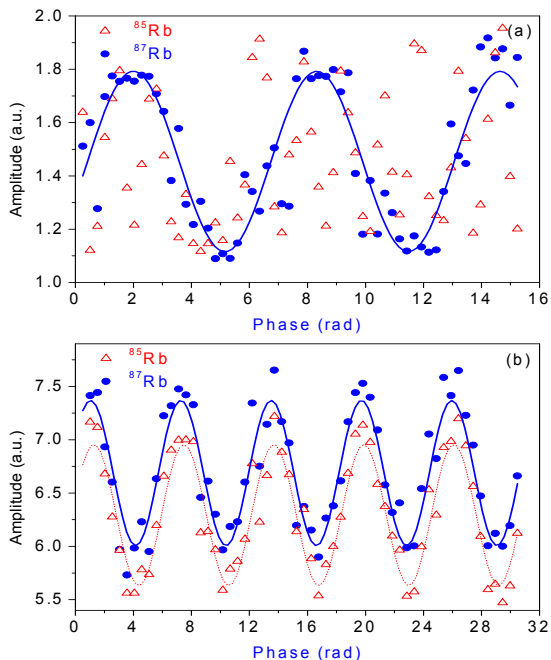 (a)
⁸⁵Rb
⁸⁷Rb
Amplitude (a.u.)
2.0
1.8
1.6
1.4
1.2
1.0
0 2 4 6 8 10 12 14 16
Phase (rad)
(b)
⁸⁵Rb
⁸⁷Rb
Amplitude (a.u.)
7.5
7.0
6.5
6.0
5.5
0 4 8 12 16 20 24 28 32
Phase (rad)